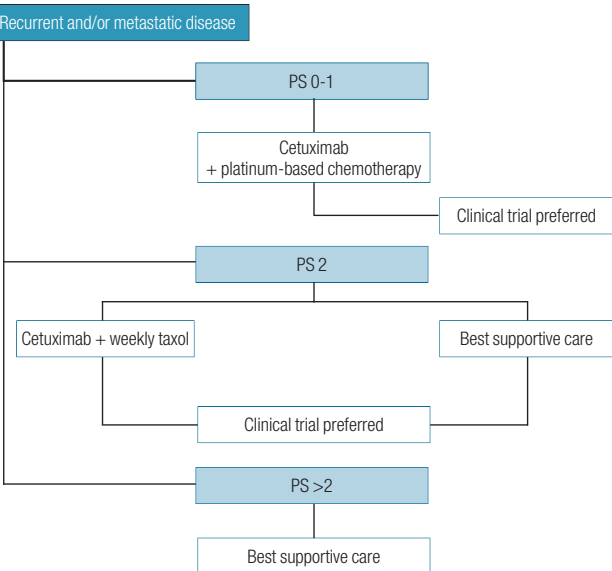 Recurrent and/or metastatic disease
PS 0-1
Cetuximab
+ platinum-based chemotherapy
Clinical trial preferred
PS 2
Cetuximab + weekly taxol
Best supportive care
Clinical trial preferred
PS >2
Best supportive care